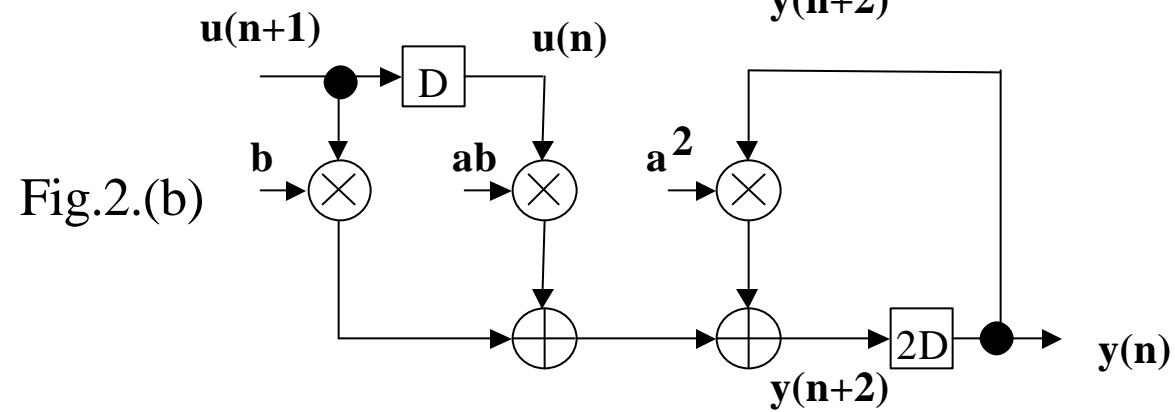 y(n+2)
u(n+1)
u(n)
D
b
ab
a²
Fig.2.(b)
2D
y(n)
y(n+2)